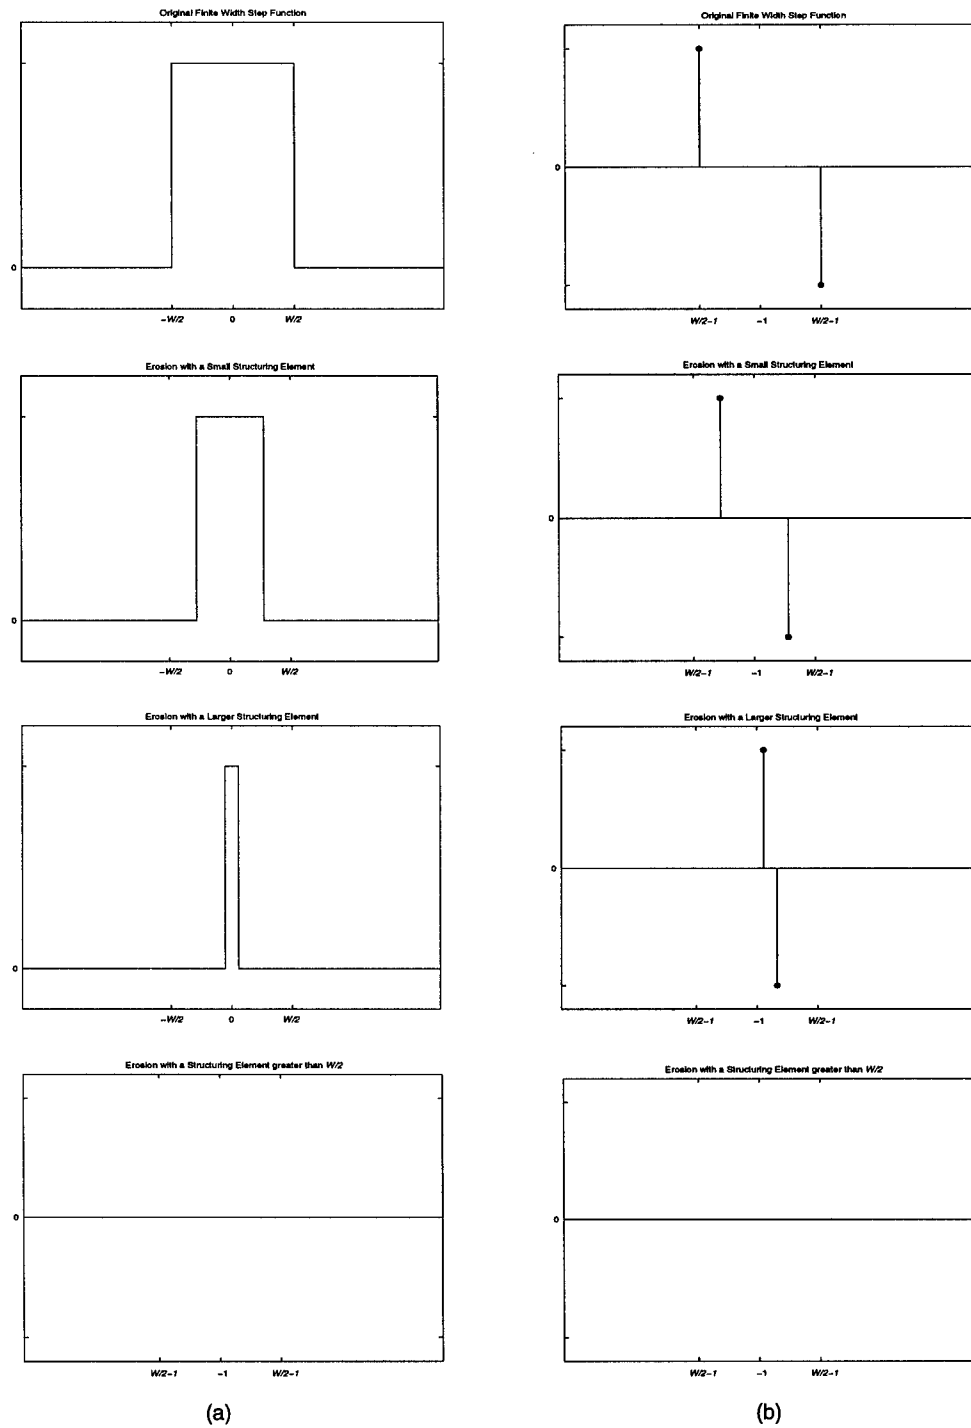 Original Finite Width Step Function
0
-W/2 0 W/2
Original Finite Width Step Function
0
W/2-1 -1 W/2-1
Erosion with a Small Structuring Element
0
-W/2 0 W/2
Erosion with a Small Structuring Element
0
W/2-1 -1 W/2-1
Erosion with a Larger Structuring Element
0
-W/2 0 W/2
Erosion with a Larger Structuring Element
0
W/2-1 -1 W/2-1
Erosion with a Structuring Element greater than W/2
0
W/2-1 -1 W/2-1
Erosion with a Structuring Element greater than W/2
0
W/2-1 -1 W/2-1
(a)
(b)